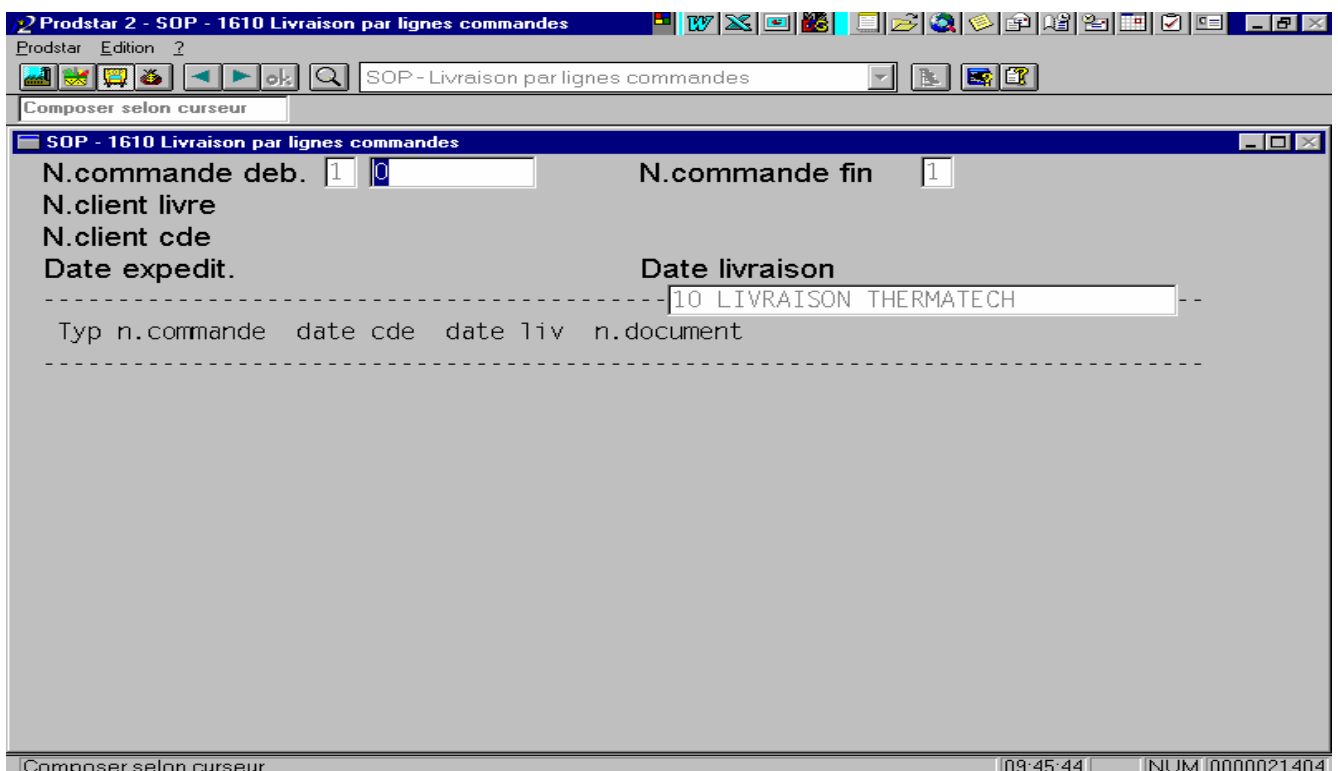 Prodstar 2 - SOP - 1610 Livraison par lignes commandes
Prodstar Edition ?
ok SOP - Livraison par lignes commandes
Composer selon curseur
SOP - 1610 Livraison par lignes commandes
N.commande deb. 1 0 N.commande fin 1
N.client livre
N.client cde
Date expedit. Date livraison
10 LIVRAISON THERMATECH
Typ n.commande date cde date liv n.document
Composer selon curseur 09:45:44 NUM 0000021404